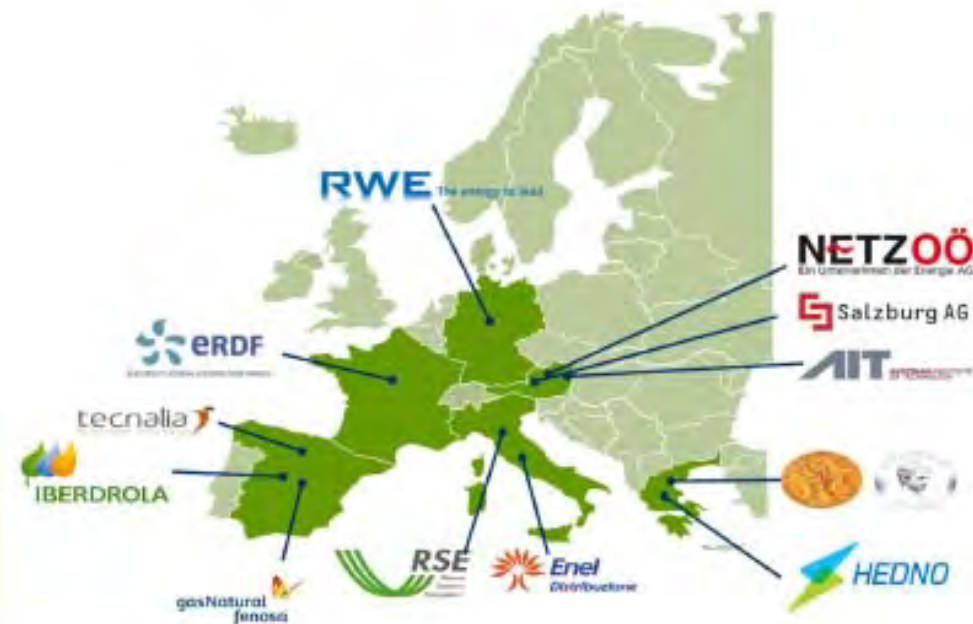 RWE The energy to lead
NETZOÖ
Ein Unternehmen der Energie AG
Salzburg AG
eRDF
AIT
tecnalia
IBERDROLA
RSE
Enel
Distribuzione
HEDNO
gasNatural
fenosa